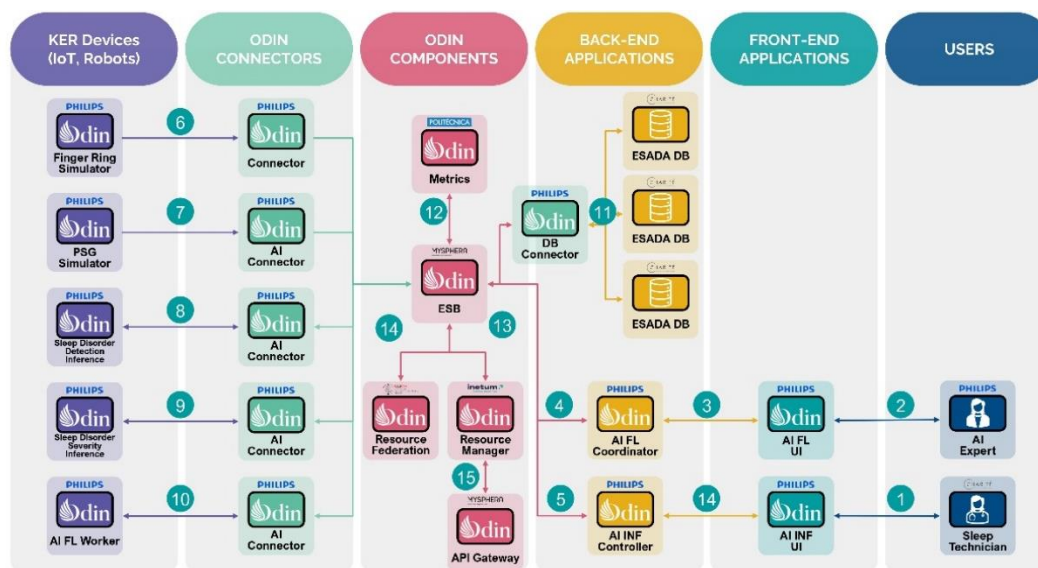 KER Devices
(IoT, Robots)
ODIN
CONNECTORS
ODIN
COMPONENTS
BACK-END
APPLICATIONS
FRONT-END
APPLICATIONS
USERS
PHILIPS
Odin
Finger Ring
Simulator
6
PHILIPS
Odin
Connector
PHILIPS
Odin
PSG
Simulator
7
PHILIPS
Odin
AI
Connector
PHILIPS
Odin
Sleep Disorder
Detection
Inference
8
PHILIPS
Odin
AI
Connector
PHILIPS
Odin
Sleep Disorder
Severity
Inference
9
PHILIPS
Odin
AI
Connector
PHILIPS
Odin
AI FL Worker
10
PHILIPS
Odin
AI
Connector
POLITÉCNICA
Odin
Metrics
12
MYSPHERA
Odin
ESB
14
13
Odin
Resource
Federation
inetum.
Odin
Resource
Manager
15
MYSPHERA
Odin
API Gateway
PHILIPS
Odin
DB
Connector
11
ESADA DB
ESADA DB
ESADA DB
4
PHILIPS
Odin
AI FL
Coordinator
3
PHILIPS
Odin
AI FL
UI
2
PHILIPS
AI
Expert
5
PHILIPS
Odin
AI INF
Controller
14
PHILIPS
Odin
AI INF
UI
1
Sleep
Technician